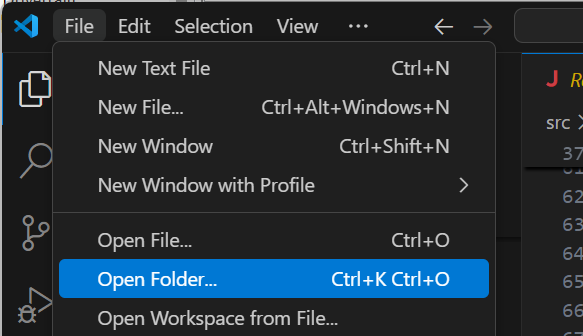 File Edit Selection View ...
New Text File Ctrl+N
New File... Ctrl+Alt+Windows+N
New Window Ctrl+Shift+N
New Window with Profile
Open File... Ctrl+O
Open Folder... Ctrl+K Ctrl+O
Open Workspace from File...
J
src
37
61
62
63
64
65
66
67